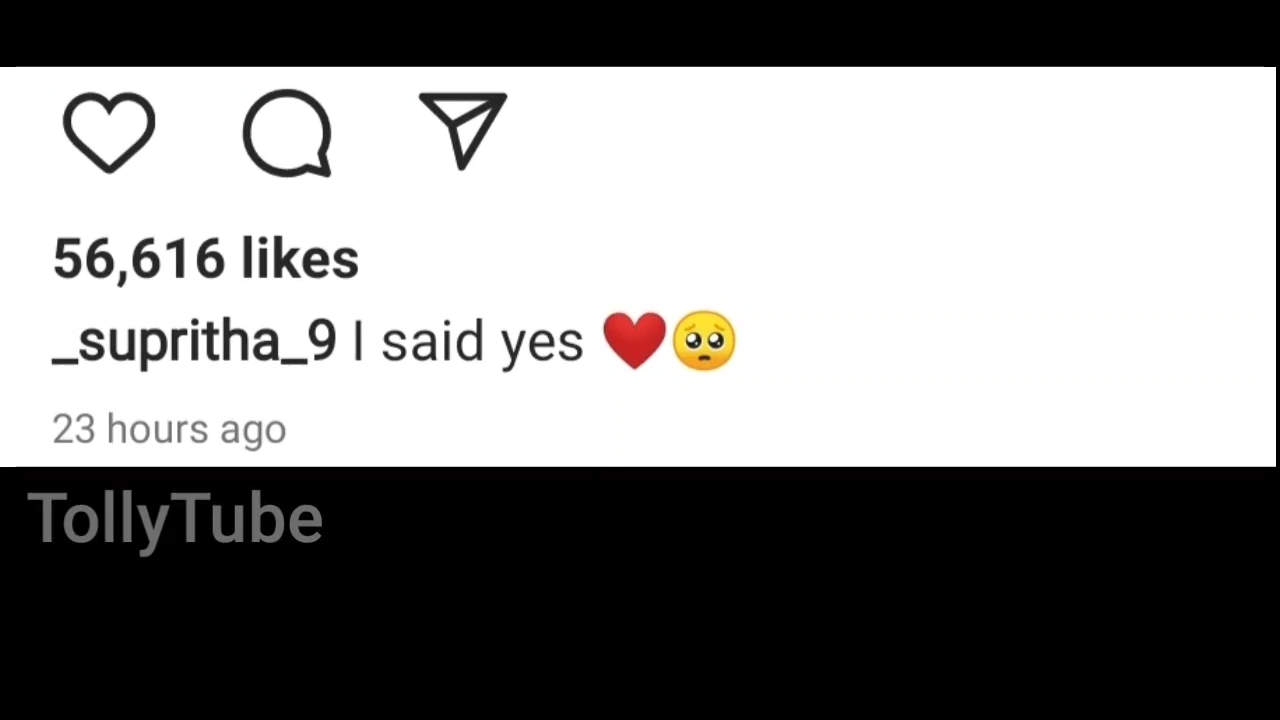 56,616 likes
_supritha_9 I said yes ❤️🥺
23 hours ago
TollyTube